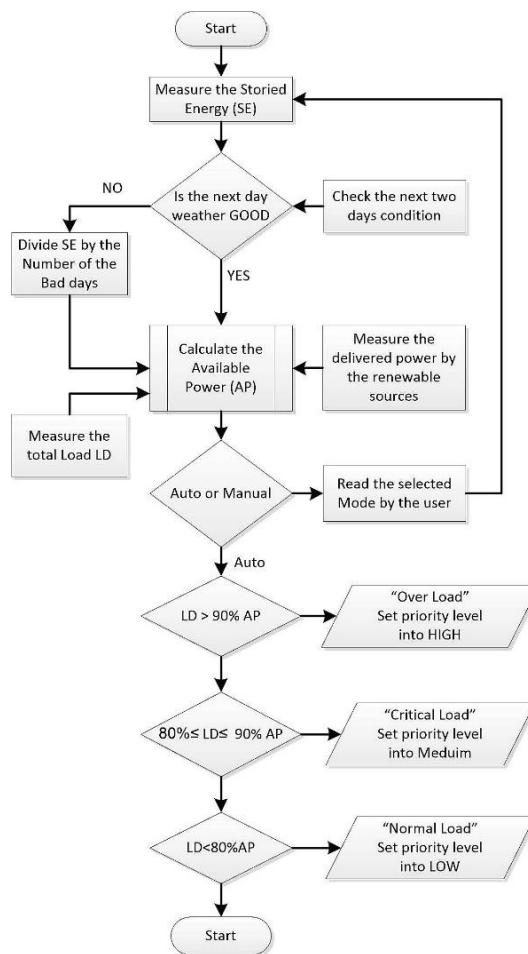 Start
Measure the Storied
Energy (SE)
NO
Is the next day
weather GOOD
Check the next two
days condition
Divide SE by the
Number of the
Bad days
YES
Calculate the
Available
Power (AP)
Measure the
delivered power by
the renewable
sources
Measure the
total Load LD
Auto or Manual
Read the selected
Mode by the user
Auto
LD > 90% AP
“Over Load”
Set priority level
into HIGH
80%≤ LD≤ 90% AP
“Critical Load”
Set priority level
into Meduim
LD<80%AP
“Normal Load”
Set priority level
into LOW
Start